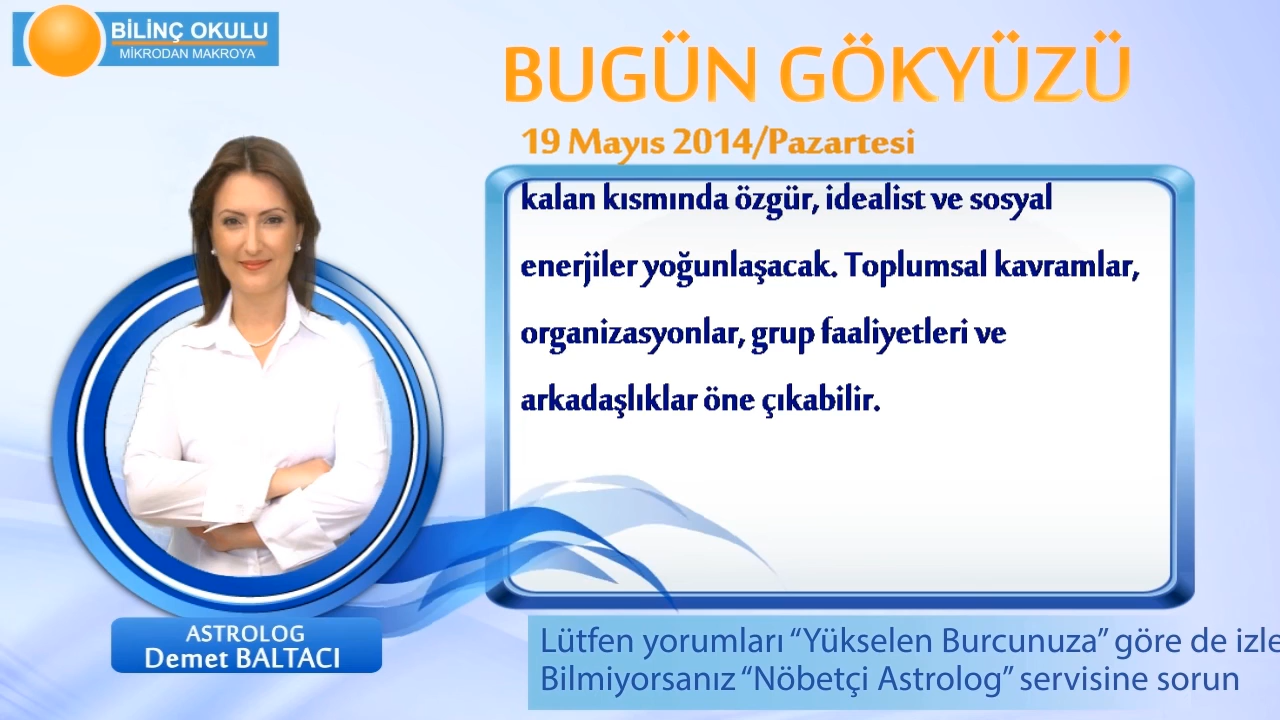 BİLİNÇ OKULU
MİKRODAN MAKROYA
BUGÜN GÖKYÜZÜ
19 Mayıs 2014/Pazartesi
kalan kısmında özgür, idealist ve sosyal
enerjiler yoğunlaşacak. Toplumsal kavramlar,
organizasyonlar, grup faaliyetleri ve
arkadaşlıklar öne çıkabilir.
ASTROLOG
Demet BALTACI
Lütfen yorumları “Yükselen Burcunuza” göre de izle
Bilmiyorsanız “Nöbetçi Astrolog” servisine sorun